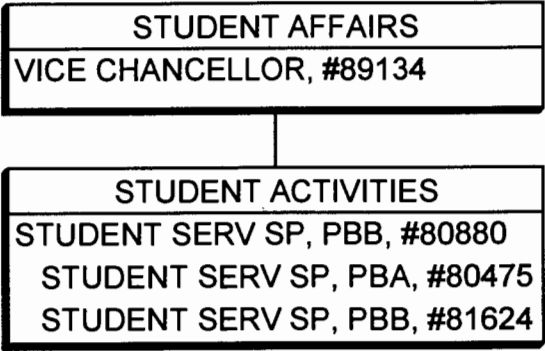 STUDENT AFFAIRS
VICE CHANCELLOR, #89134
STUDENT ACTIVITIES
STUDENT SERV SP, PBB, #80880
STUDENT SERV SP, PBA, #80475
STUDENT SERV SP, PBB, #81624